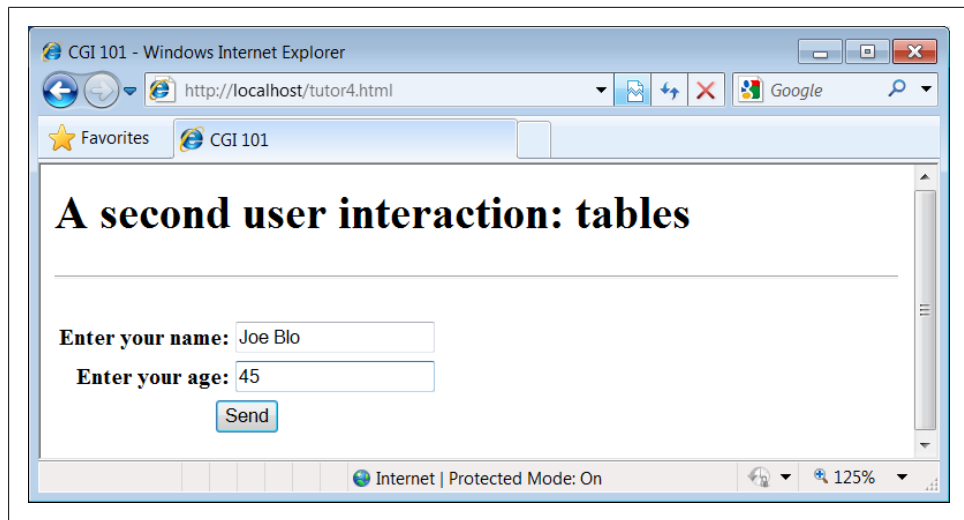 CGI 101 - Windows Internet Explorer
http://localhost/tutor4.html
Google
Favorites
CGI 101
A second user interaction: tables
Enter your name: Joe Blo
Enter your age: 45
Send
Internet | Protected Mode: On
125%